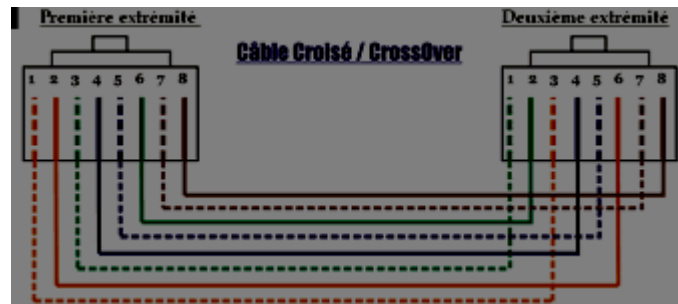 Première extrémité
Deuxième extrémité
Câble Croisé / CrossOver
1 2 3 4 5 6 7 8
1 2 3 4 5 6 7 8